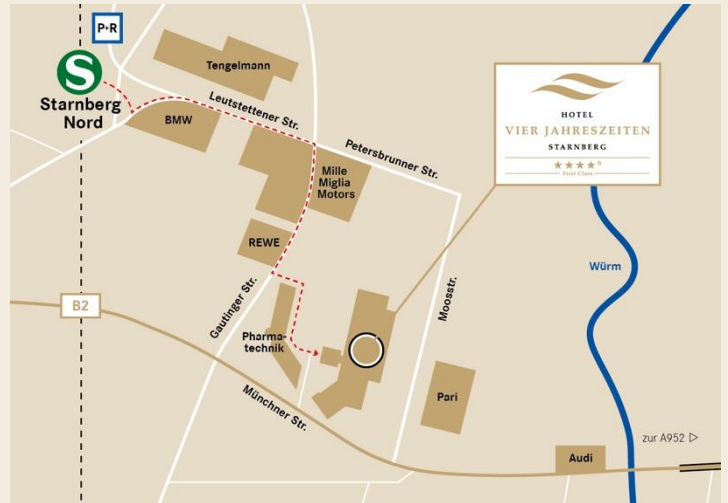 P+R
S
Starnberg
Nord
Tengelmann
Leutstettener Str.
BMW
Petersbrunner Str.
Mille
Miglia
Motors
REWE
HOTEL
VIER JAHRESZEITEN
STARNBERG
★★★★S
First Class
Würm
B2
Gautinger Str.
Pharma-
technik
Moosstr.
Münchner Str.
Pari
zur A952 ▷
Audi